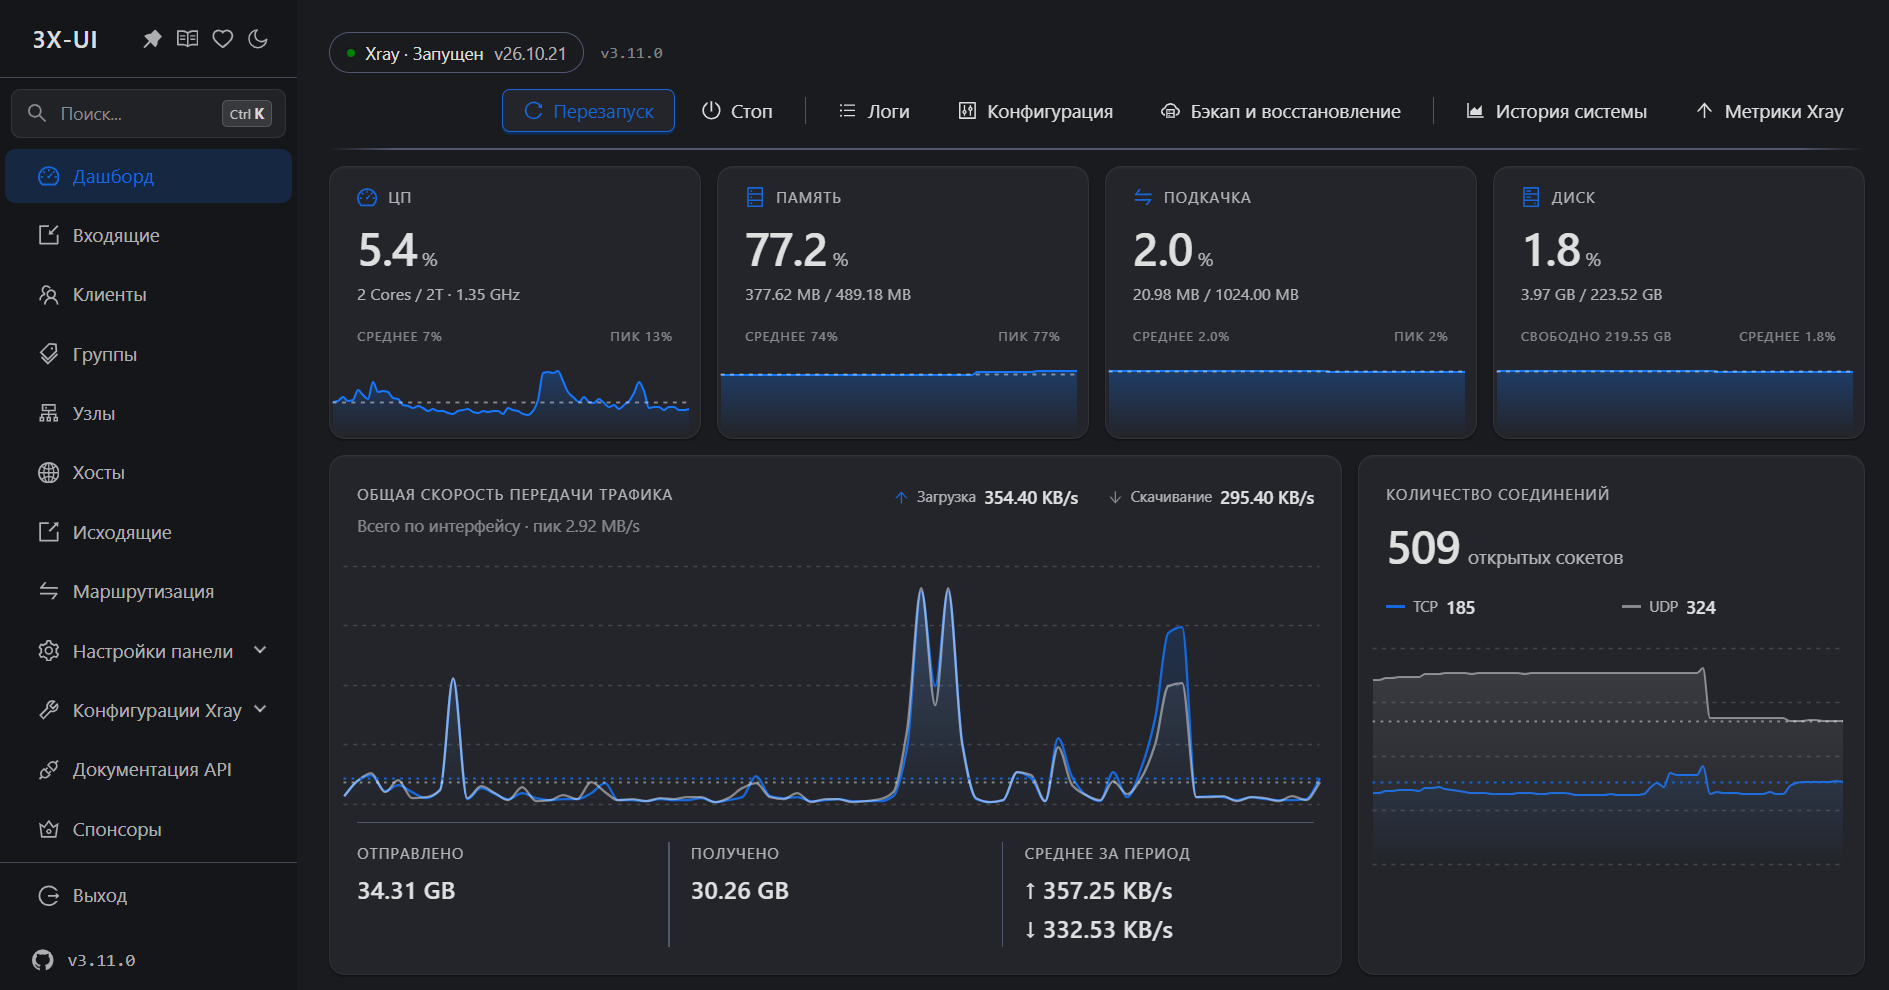 3X-UI
Поиск...
Ctrl K
Дашборд
Входящие
Клиенты
Группы
Узлы
Хосты
Исходящие
Маршрутизация
Настройки панели
Конфигурации Xray
Документация API
Спонсоры
Выход
v3.11.0
Xray · Запущен v26.10.21
v3.11.0
Перезапуск
Стоп
Логи
Конфигурация
Бэкап и восстановление
История системы
Метрики Xray
ЦП
5.4 %
2 Cores / 2T · 1.35 GHz
СРЕДНЕЕ 7%
ПИК 13%
ПАМЯТЬ
77.2 %
377.62 MB / 489.18 MB
СРЕДНЕЕ 74%
ПИК 77%
ПОДКАЧКА
2.0 %
20.98 MB / 1024.00 MB
СРЕДНЕЕ 2.0%
ПИК 2%
ДИСК
1.8 %
3.97 GB / 223.52 GB
СВОБОДНО 219.55 GB
СРЕДНЕЕ 1.8%
ОБЩАЯ СКОРОСТЬ ПЕРЕДАЧИ ТРАФИКА
↑ Загрузка 354.40 KB/s
↓ Скачивание 295.40 KB/s
Всего по интерфейсу · пик 2.92 MB/s
ОТПРАВЛЕНО
34.31 GB
ПОЛУЧЕНО
30.26 GB
СРЕДНЕЕ ЗА ПЕРИОД
↑ 357.25 KB/s
↓ 332.53 KB/s
КОЛИЧЕСТВО СОЕДИНЕНИЙ
509 открытых сокетов
TCP 185
UDP 324